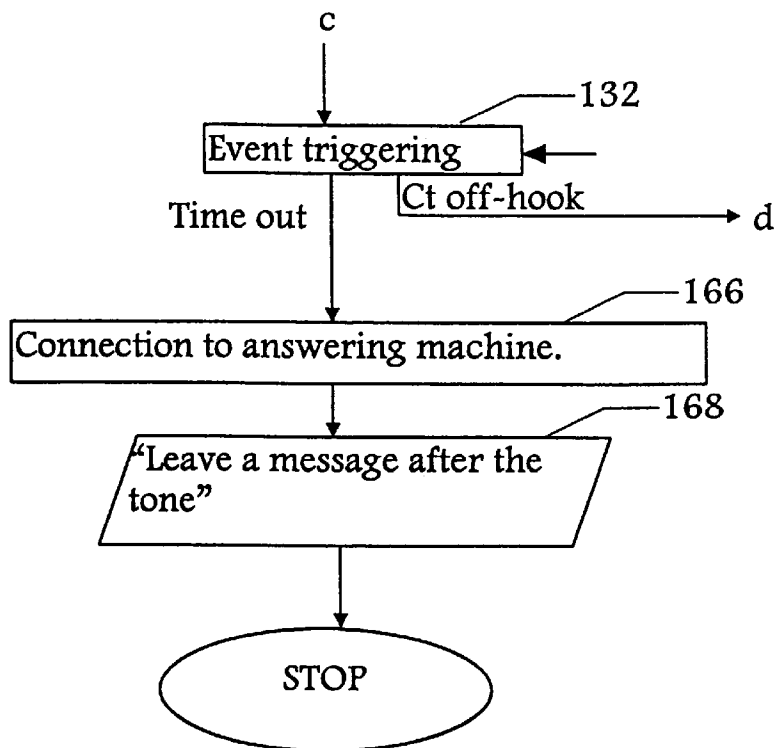 c
132
Event triggering
Ct off-hook
Time out
d
166
Connection to answering machine.
168
“Leave a message after the
tone”
STOP